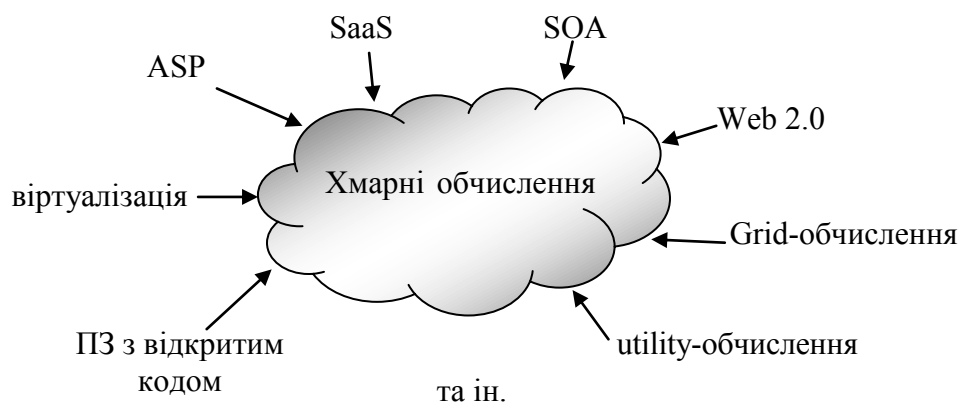 SaaS
SOA
ASP
Web 2.0
Хмарні обчислення
віртуалізація
Grid-обчислення
ПЗ з відкритим
кодом
utility-обчислення
та ін.